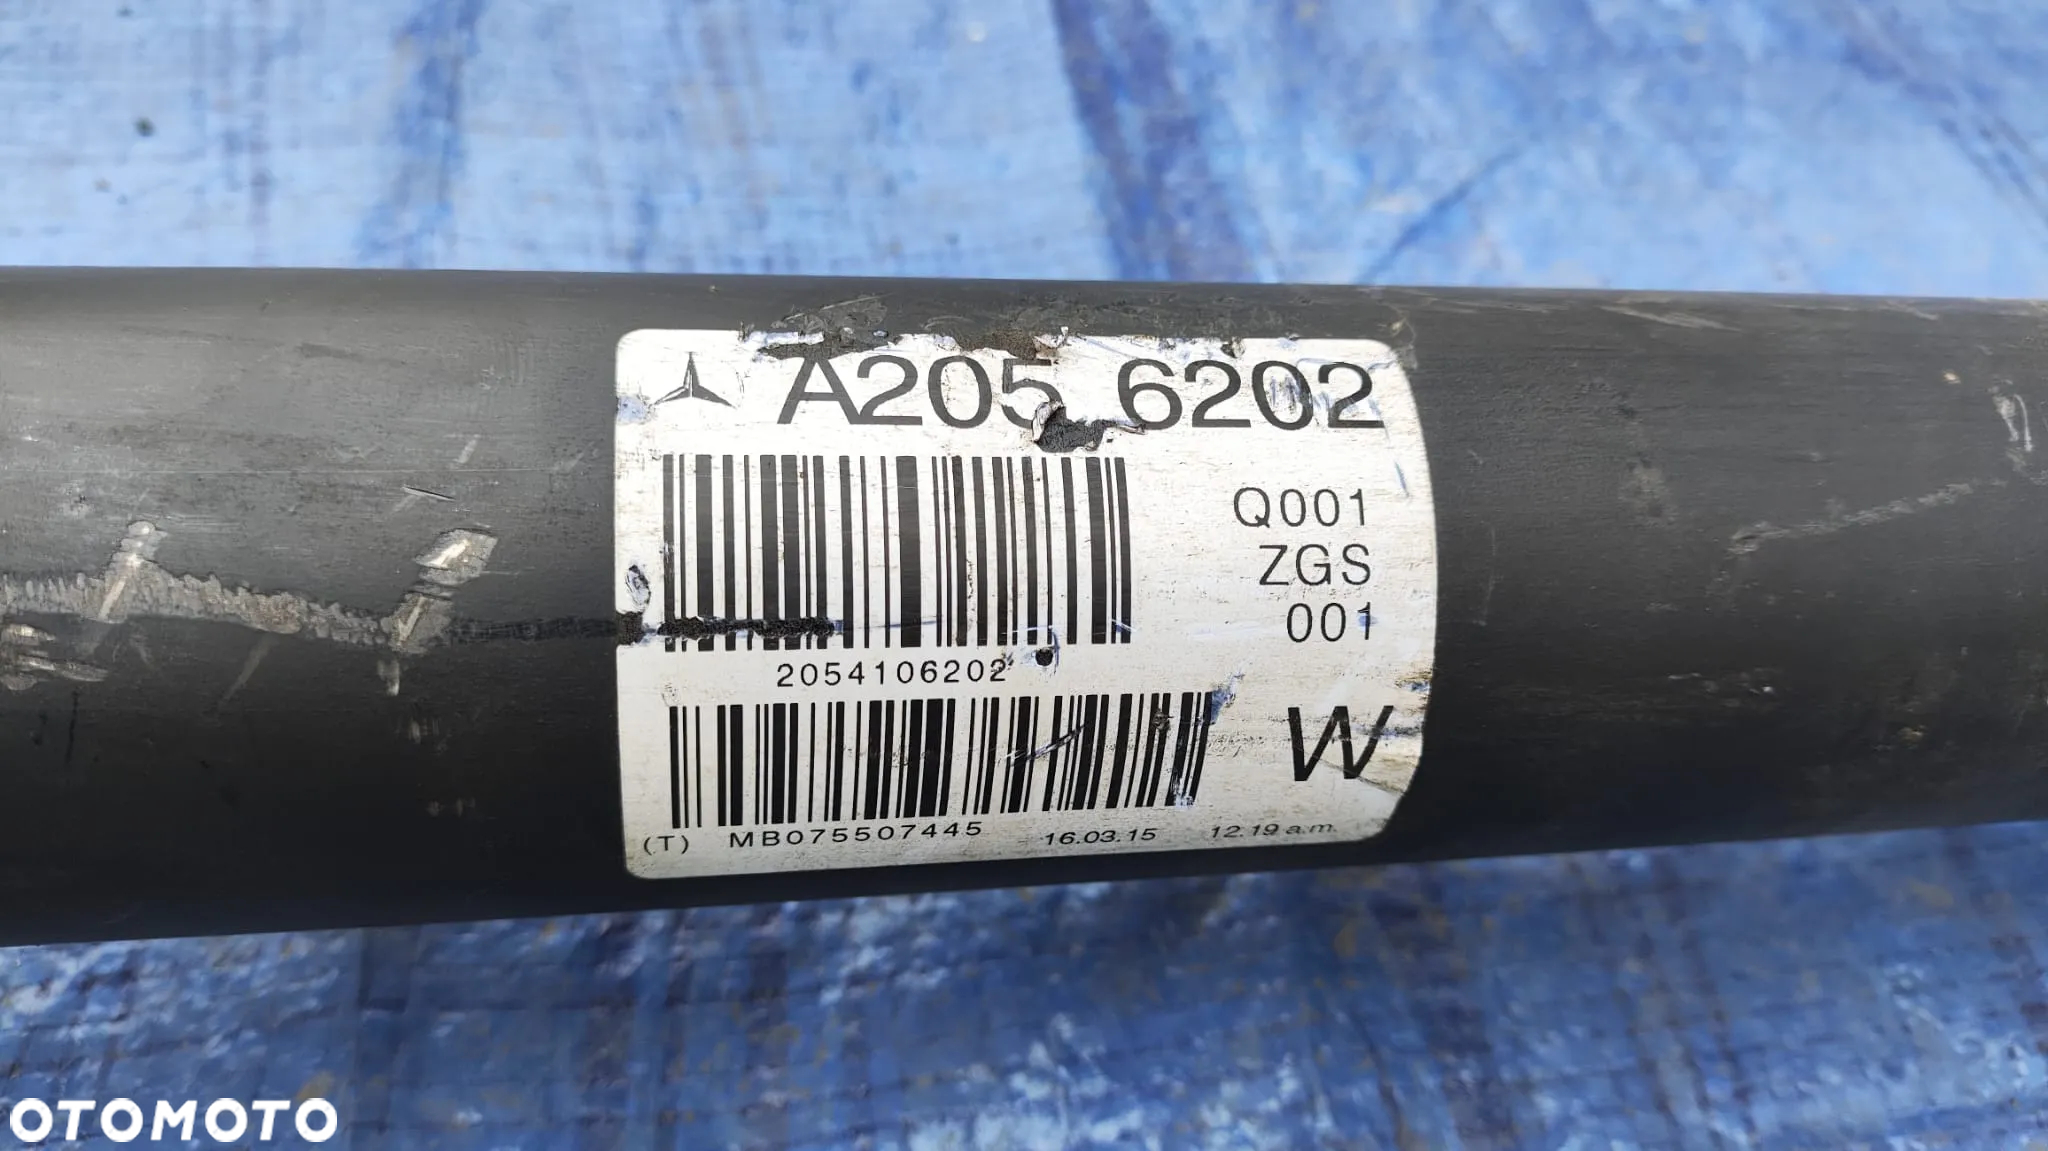 A205 6202
Q001
ZGS
001
2054106202
W
(T) MB075507445 16.03.15 12.19 a.m.
OTOMOTO